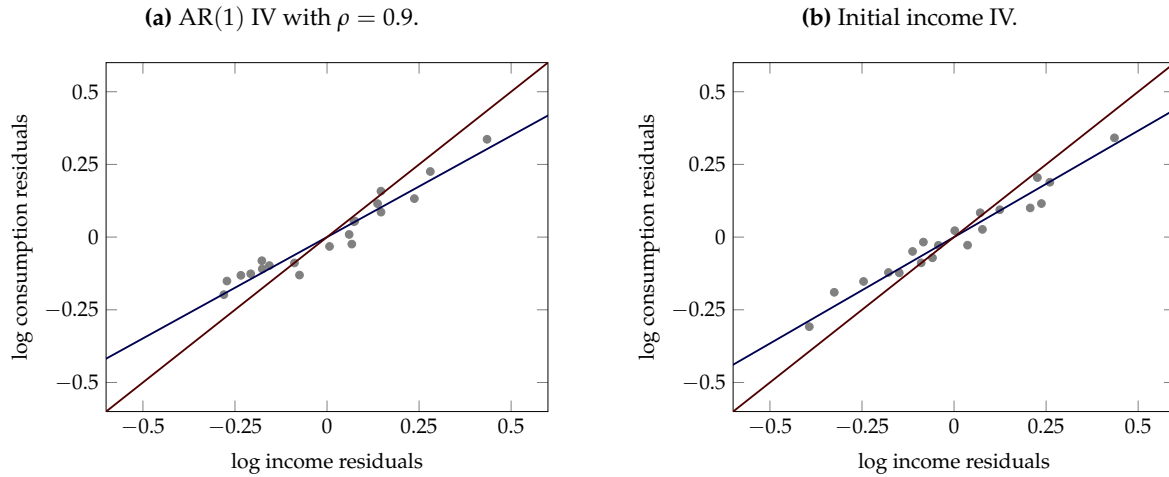 (a) AR(1) IV with ρ = 0.9.
0.5
0.25
0
−0.25
−0.5
log consumption residuals
−0.5 −0.25 0 0.25 0.5
log income residuals
(b) Initial income IV.
0.5
0.25
0
−0.25
−0.5
log consumption residuals
−0.5 −0.25 0 0.25 0.5
log income residuals